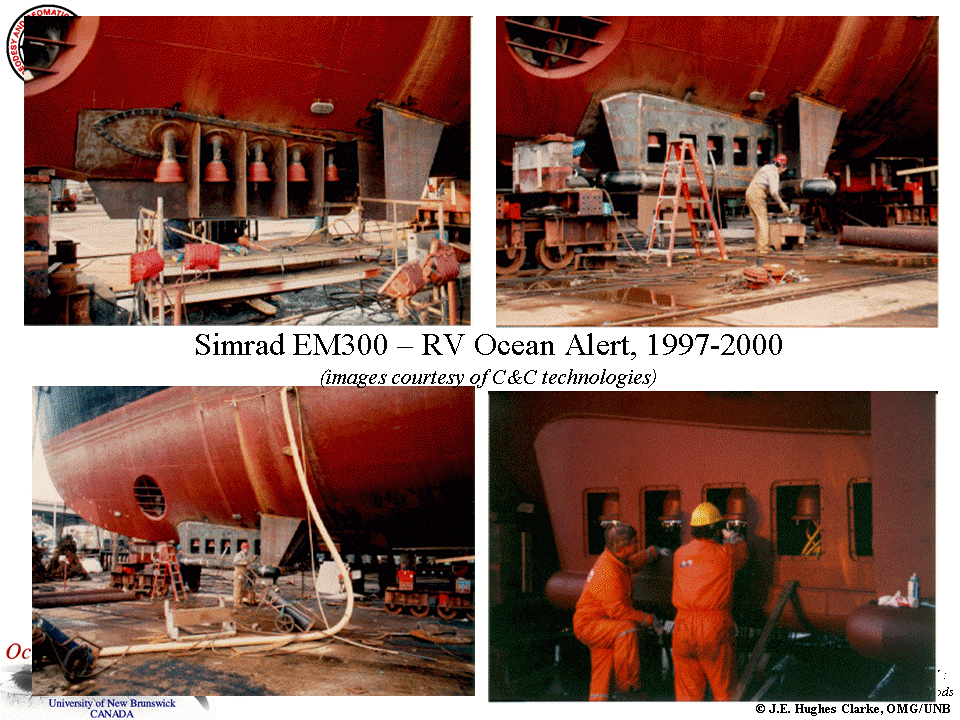 Simrad EM300 – RV Ocean Alert, 1997-2000
(images courtesy of C&C technologies)
Oc
University of New Brunswick
CANADA
© J.E. Hughes Clarke, OMG/UNB